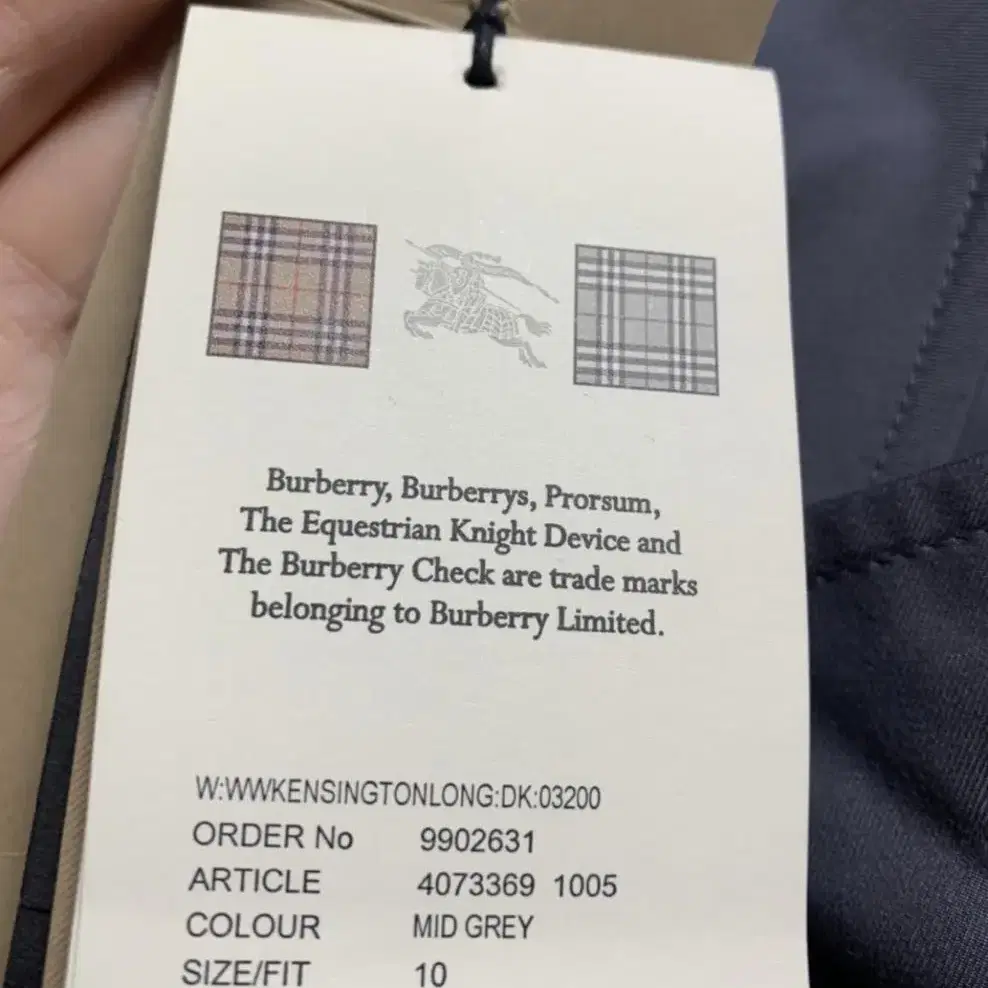 Burberry, Burberrys, Prorsum,
The Equestrian Knight Device and
The Burberry Check are trade marks
belonging to Burberry Limited.
W:WWKENSINGTONLONG:DK:03200
ORDER No 9902631
ARTICLE 4073369 1005
COLOUR MID GREY
SIZE/FIT 10